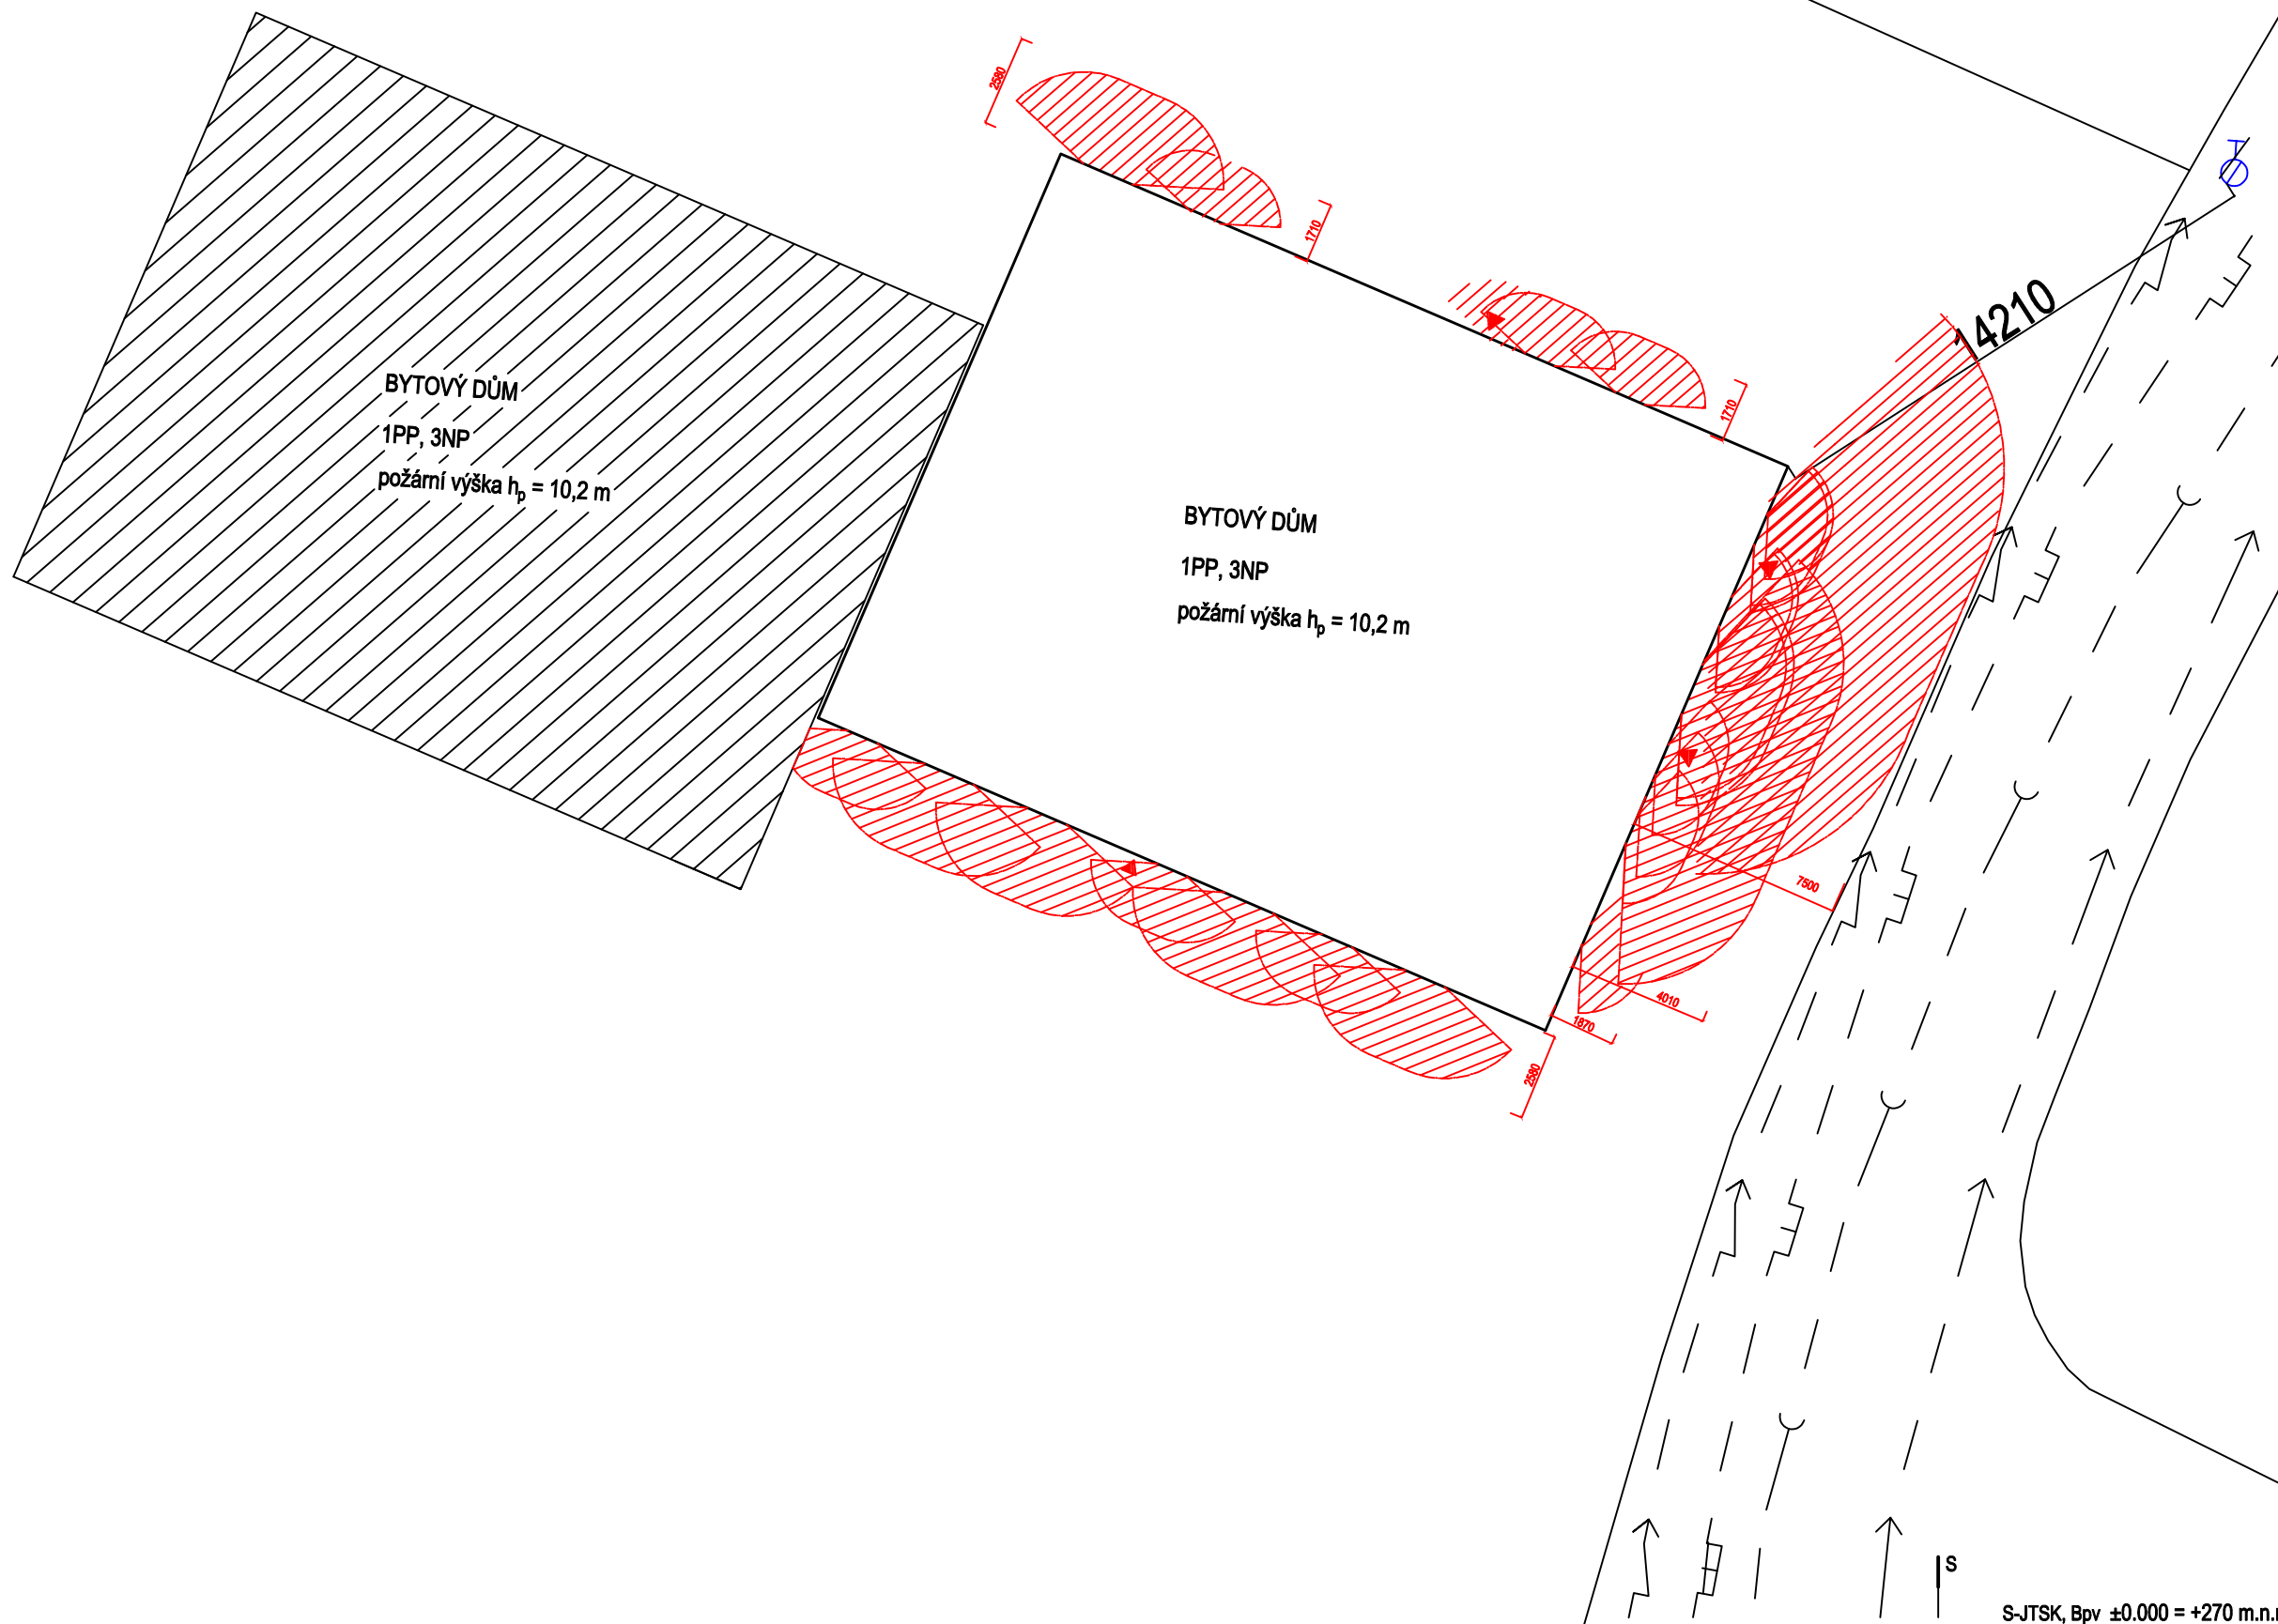 2580
1710
14210
1710
BYTOVÝ DŮM
1PP, 3NP
požární výška hp = 10,2 m
BYTOVÝ DŮM
1PP, 3NP
požární výška hp = 10,2 m
7500
4010
1870
2580
S
S-JTSK, Bpv ±0.000 = +270 m.n.